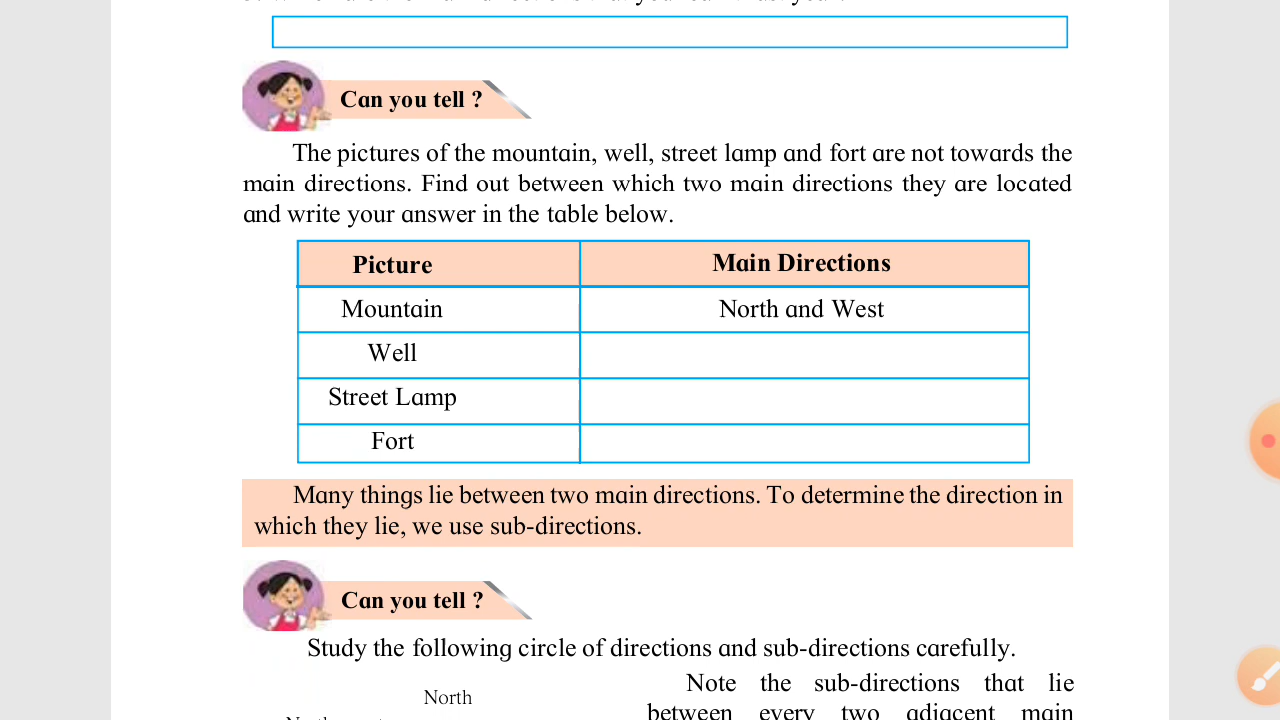 Can you tell ?
The pictures of the mountain, well, street lamp and fort are not towards the
main directions. Find out between which two main directions they are located
and write your answer in the table below.
Picture Main Directions
Mountain North and West
Well
Street Lamp
Fort
Many things lie between two main directions. To determine the direction in
which they lie, we use sub-directions.
Can you tell ?
Study the following circle of directions and sub-directions carefully.
North
Note the sub-directions that lie
between every two adjacent main